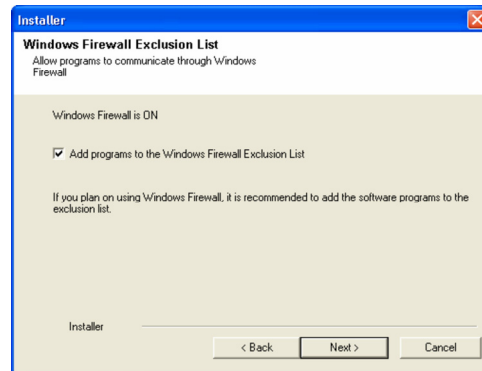 Installer
Windows Firewall Exclusion List
Allow programs to communicate through Windows
Firewall
Windows Firewall is ON
Add programs to the Windows Firewall Exclusion List
If you plan on using Windows Firewall, it is recommended to add the software programs to the
exclusion list.
Installer
< Back
Next >
Cancel